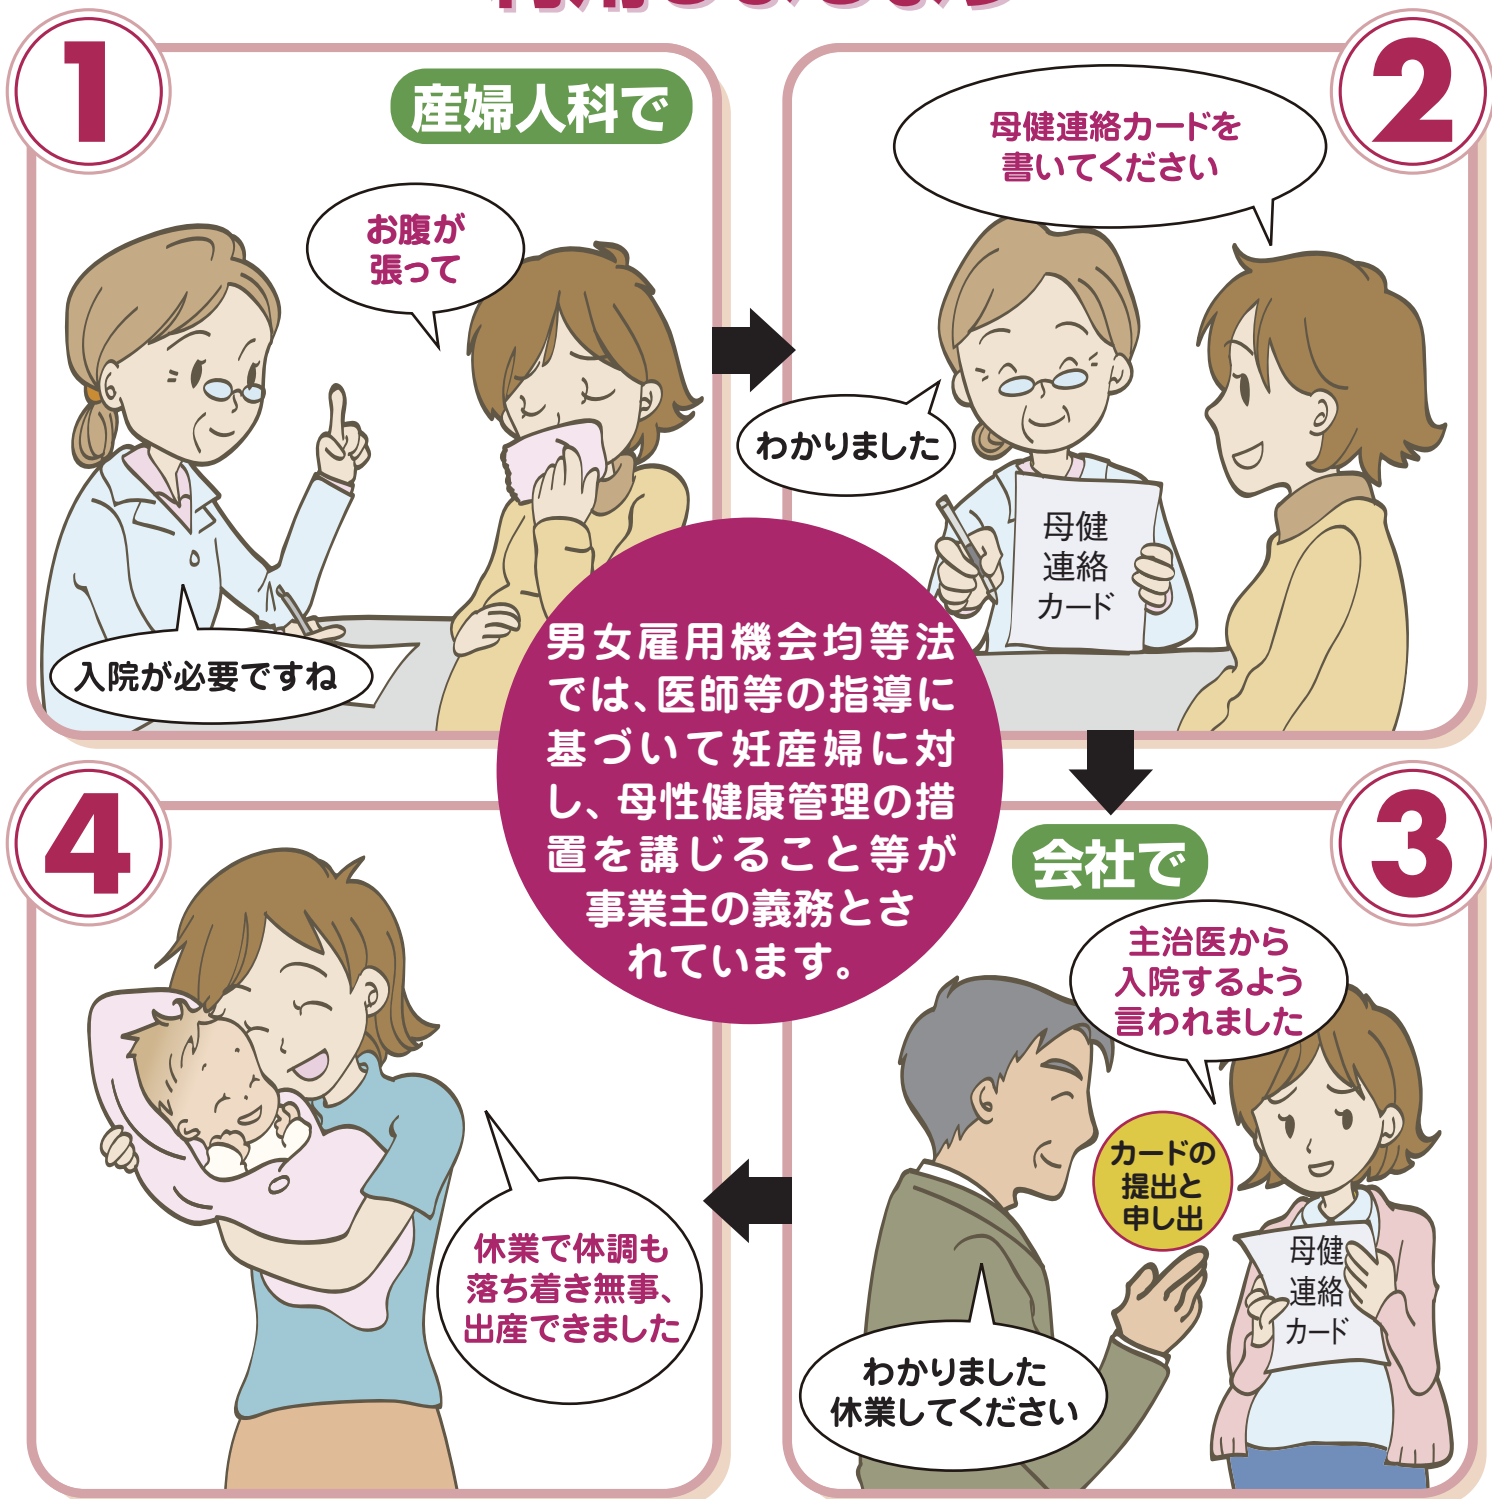 1
産婦人科で
お腹が
張って
入院が必要ですね
2
母健連絡カードを
書いてください
わかりました
母健
連絡
カード
男女雇用機会均等法
では、医師等の指導に
基づいて妊産婦に対
し、母性健康管理の措
置を講じること等が
事業主の義務とさ
れています。
3
会社で
主治医から
入院するよう
言われました
カードの
提出と
申し出
母健
連絡
カード
わかりました
休業してください
4
休業で体調も
落ち着き無事、
出産できました